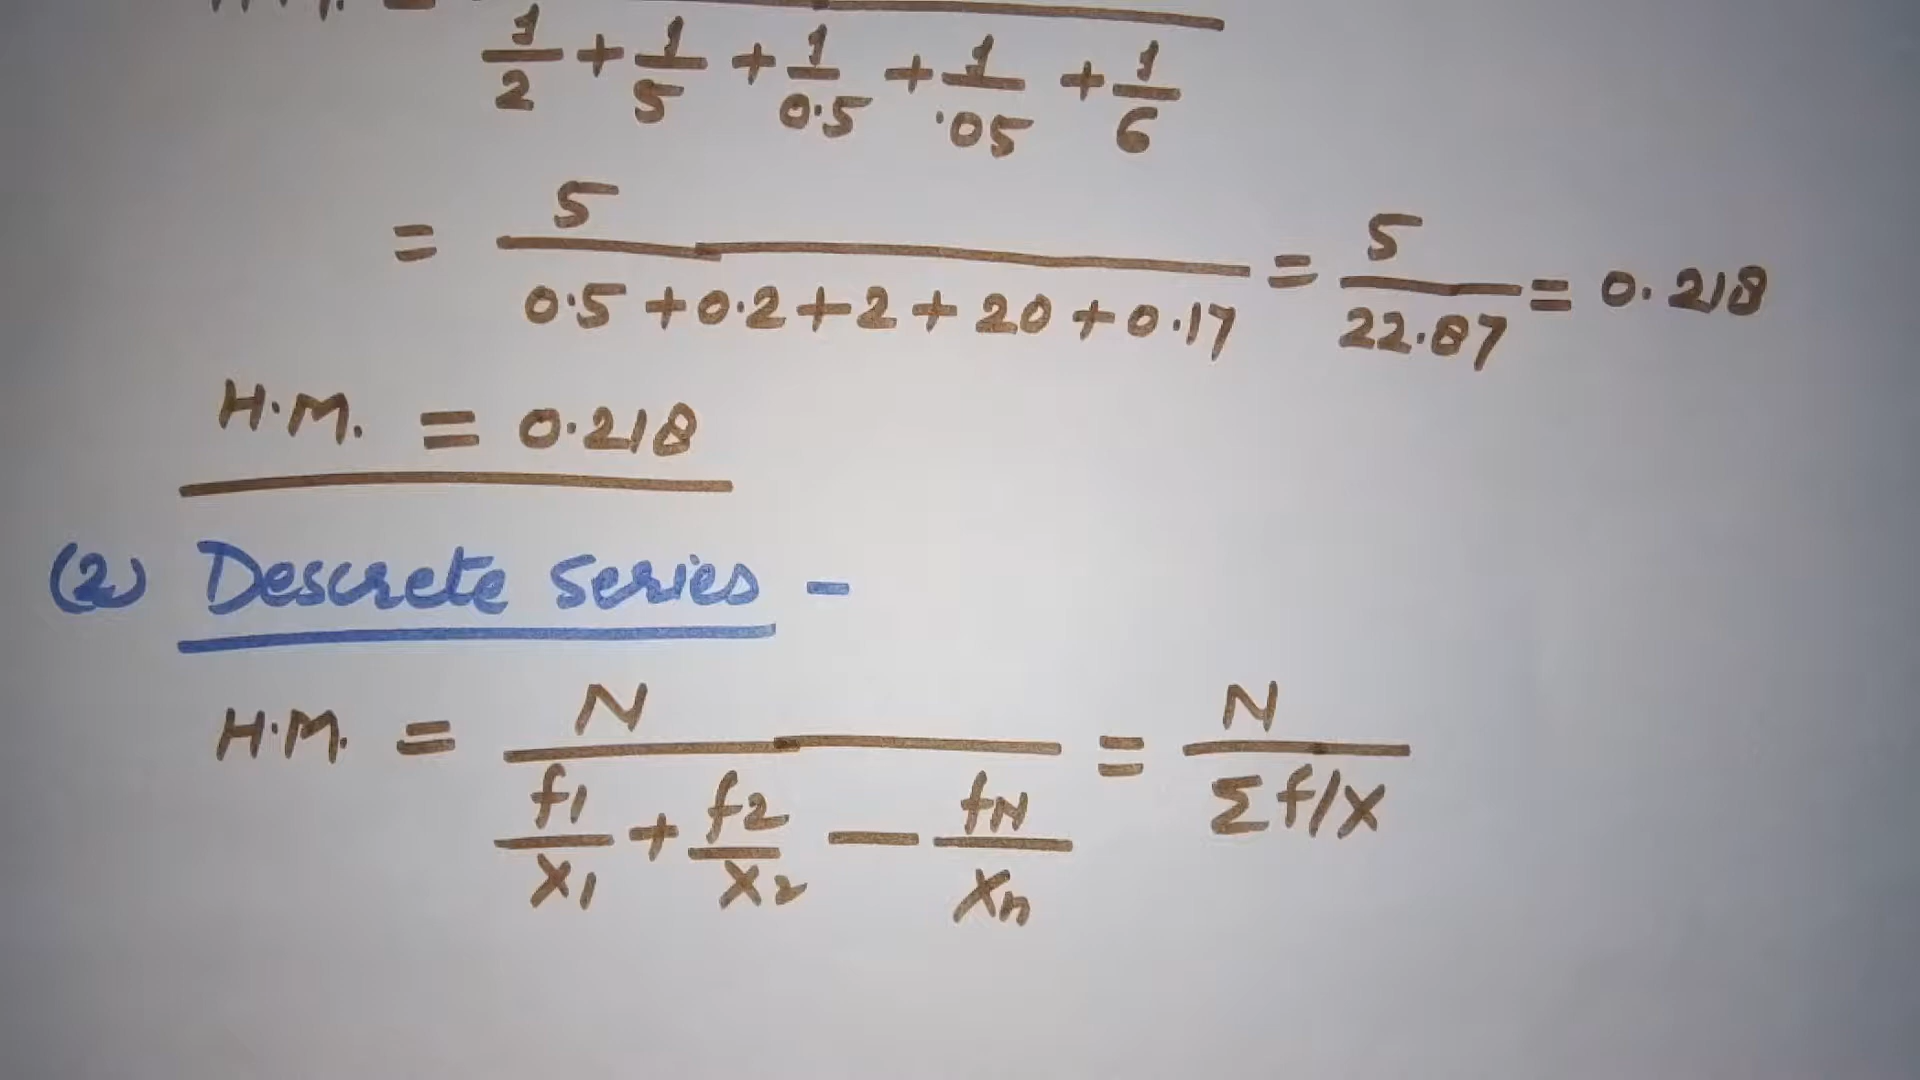 H.M. =
1/2 + 1/5 + 1/0.5 + 1/.05 + 1/6
= 5/(0.5 + 0.2 + 2 + 20 + 0.17) = 5/22.87 = 0.218
H.M. = 0.218
(2) Descrete Series -
H.M. = N/(f1/X1 + f2/X2 — fN/Xn) = N/(Σf/X)